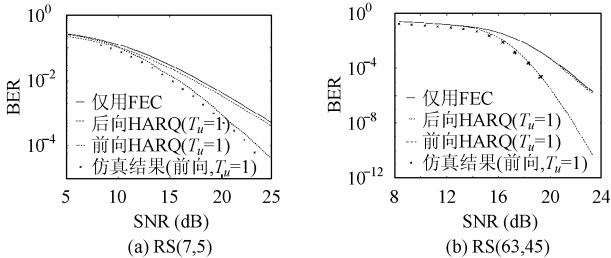 10^0
10^-2
10^-4
BER
仅用FEC
后向HARQ(T_u=1)
前向HARQ(T_u=1)
仿真结果(前向,T_u=1)
5 10 15 20 25
SNR (dB)
(a) RS(7,5)
10^0
10^-4
10^-8
10^-12
BER
仅用FEC
后向HARQ(T_u=1)
前向HARQ(T_u=1)
仿真结果(前向,T_u=1)
8 12 16 20 24
SNR (dB)
(b) RS(63,45)